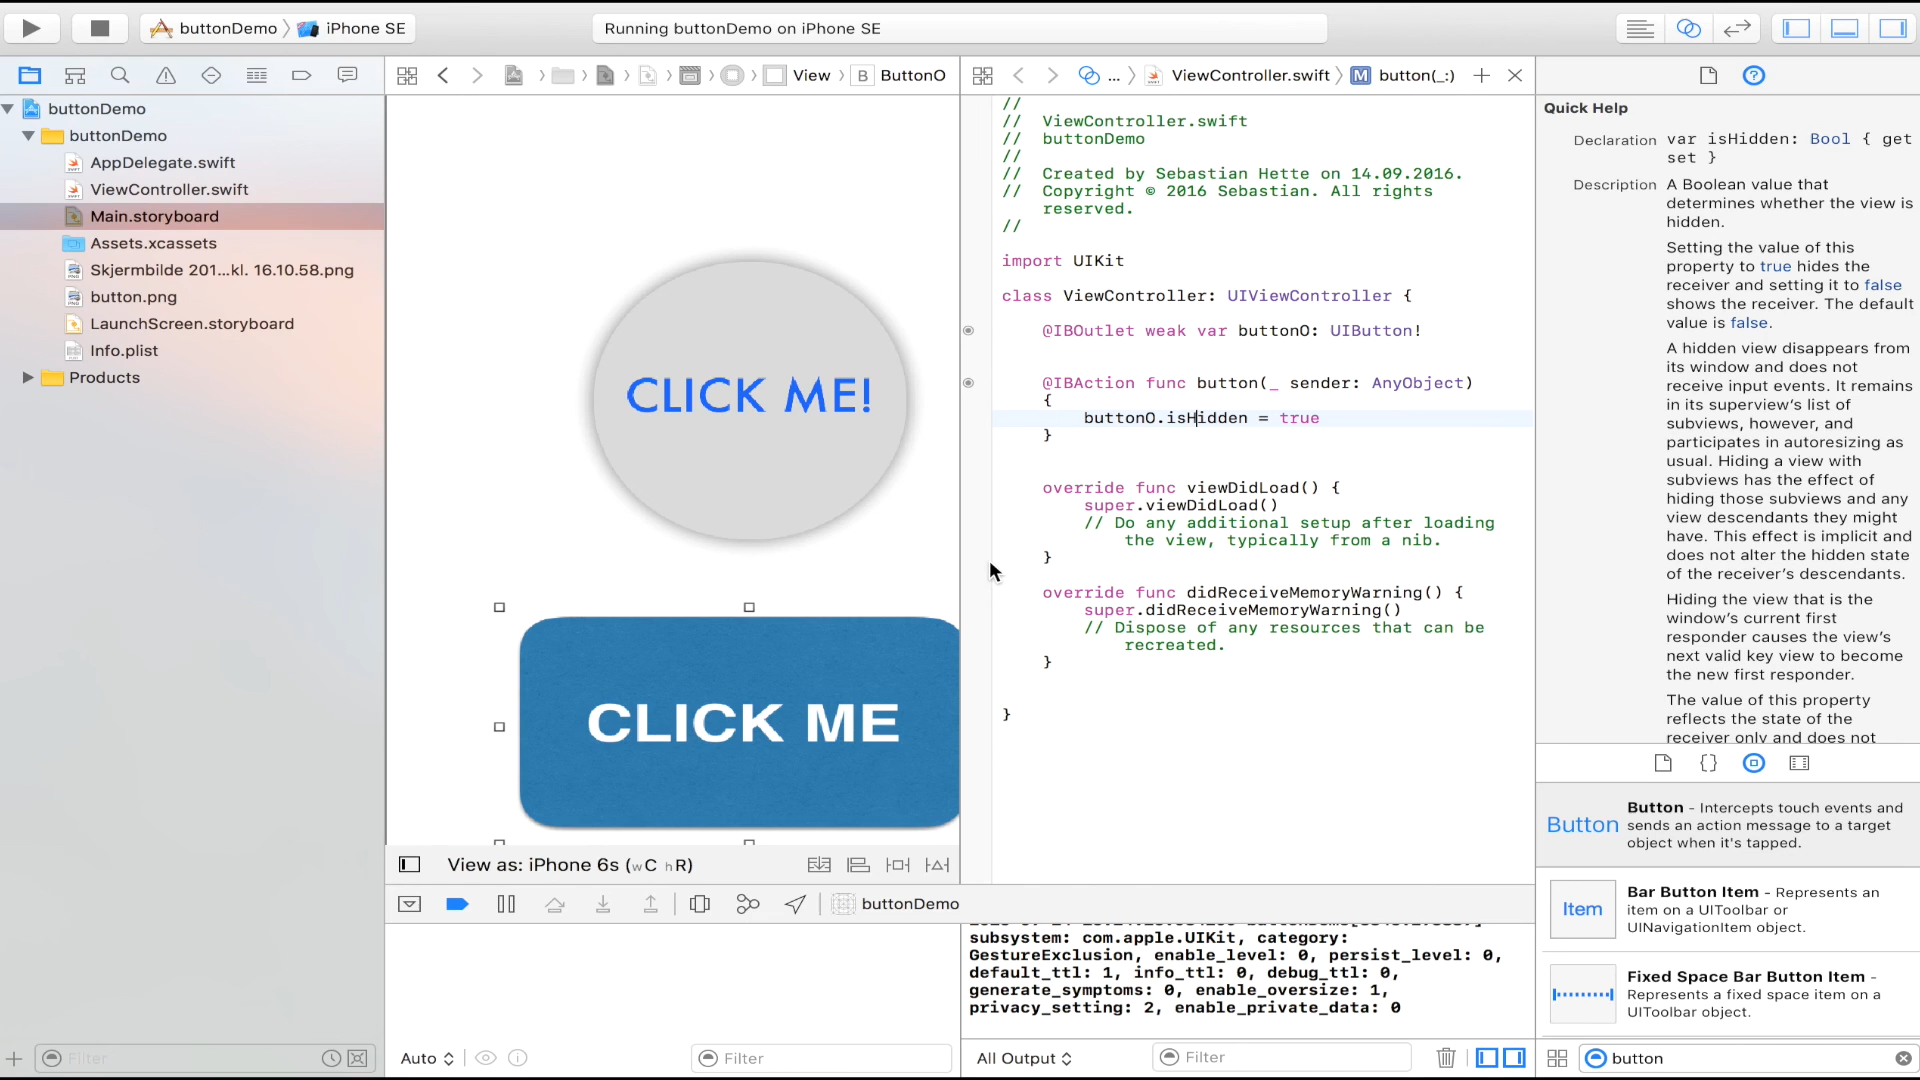 buttonDemo
iPhone SE
Running buttonDemo on iPhone SE
View
B
ButtonO
...
ViewController.swift
M
button(_:)
buttonDemo
buttonDemo
AppDelegate.swift
ViewController.swift
Main.storyboard
Assets.xcassets
Skjermbilde 201...kl. 16.10.58.png
button.png
LaunchScreen.storyboard
Info.plist
Products
CLICK ME!
CLICK ME
View as: iPhone 6s (wC hR)
//
// ViewController.swift
// buttonDemo
//
// Created by Sebastian Hette on 14.09.2016.
// Copyright © 2016 Sebastian. All rights
reserved.
//
import UIKit
class ViewController: UIViewController {
@IBOutlet weak var buttonO: UIButton!
@IBAction func button(_ sender: AnyObject)
{
buttonO.isHidden = true
}
override func viewDidLoad() {
super.viewDidLoad()
// Do any additional setup after loading
the view, typically from a nib.
}
override func didReceiveMemoryWarning() {
super.didReceiveMemoryWarning()
// Dispose of any resources that can be
recreated.
}
}
Quick Help
Declaration var isHidden: Bool { get
set }
Description A Boolean value that
determines whether the view is
hidden.
Setting the value of this
property to true hides the
receiver and setting it to false
shows the receiver. The default
value is false.
A hidden view disappears from
its window and does not
receive input events. It remains
in its superview’s list of
subviews, however, and
participates in autoresizing as
usual. Hiding a view with
subviews has the effect of
hiding those subviews and any
view descendants they might
have. This effect is implicit and
does not alter the hidden state
of the receiver’s descendants.
Hiding the view that is the
window’s current first
responder causes the view’s
next valid key view to become
the new first responder.
The value of this property
reflects the state of the
receiver only and does not
Button
Button - Intercepts touch events and
sends an action message to a target
object when it's tapped.
Item
Bar Button Item - Represents an
item on a UIToolbar or
UINavigationItem object.
Fixed Space Bar Button Item -
Represents a fixed space item on a
UIToolbar object.
button
buttonDemo
subsystem: com.apple.UIKit, category:
GestureExclusion, enable_level: 0, persist_level: 0,
default_ttl: 1, info_ttl: 0, debug_ttl: 0,
generate_symptoms: 0, enable_oversize: 1,
privacy_setting: 2, enable_private_data: 0
Filter
Auto
Filter
All Output
Filter